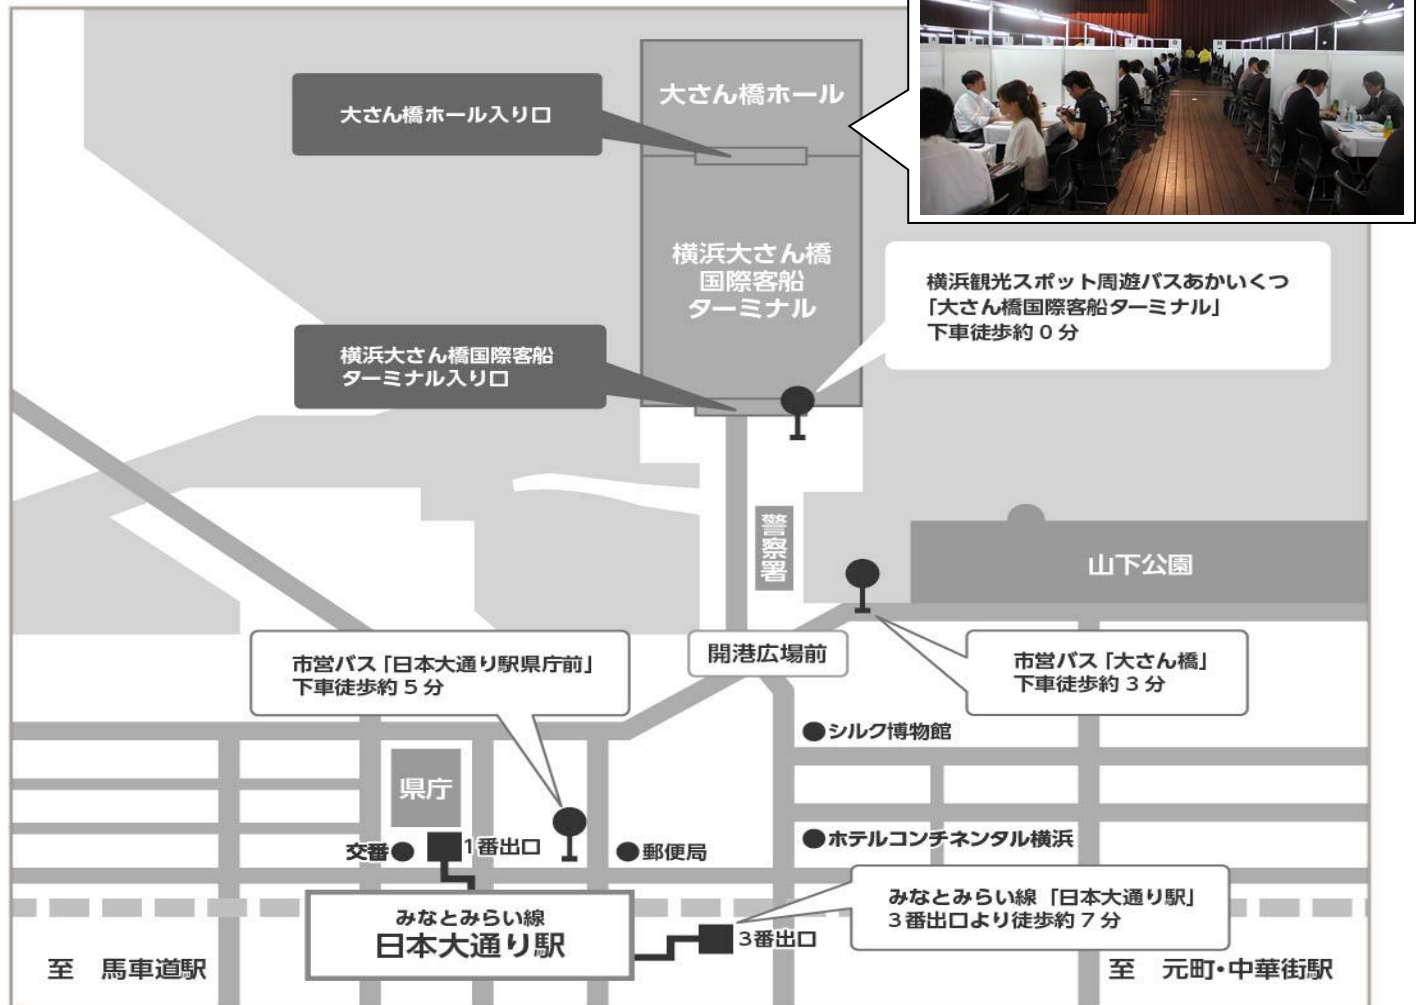 大さん橋ホール
大さん橋ホール入り口
横浜大さん橋
国際客船
ターミナル
横浜観光スポット周遊バスあかいくつ
「大さん橋国際客船ターミナル」
下車徒歩約0分
横浜大さん橋国際客船
ターミナル入り口
警察署
山下公園
市営バス「日本大通り駅県庁前」
下車徒歩約5分
開港広場前
市営バス「大さん橋」
下車徒歩約3分
シルク博物館
県庁
交番
1番出口
郵便局
ホテルコンチネンタル横浜
みなとみらい線「日本大通り駅」
3番出口より徒歩約7分
みなとみらい線
日本大通り駅
3番出口
至 馬車道駅
至 元町・中華街駅